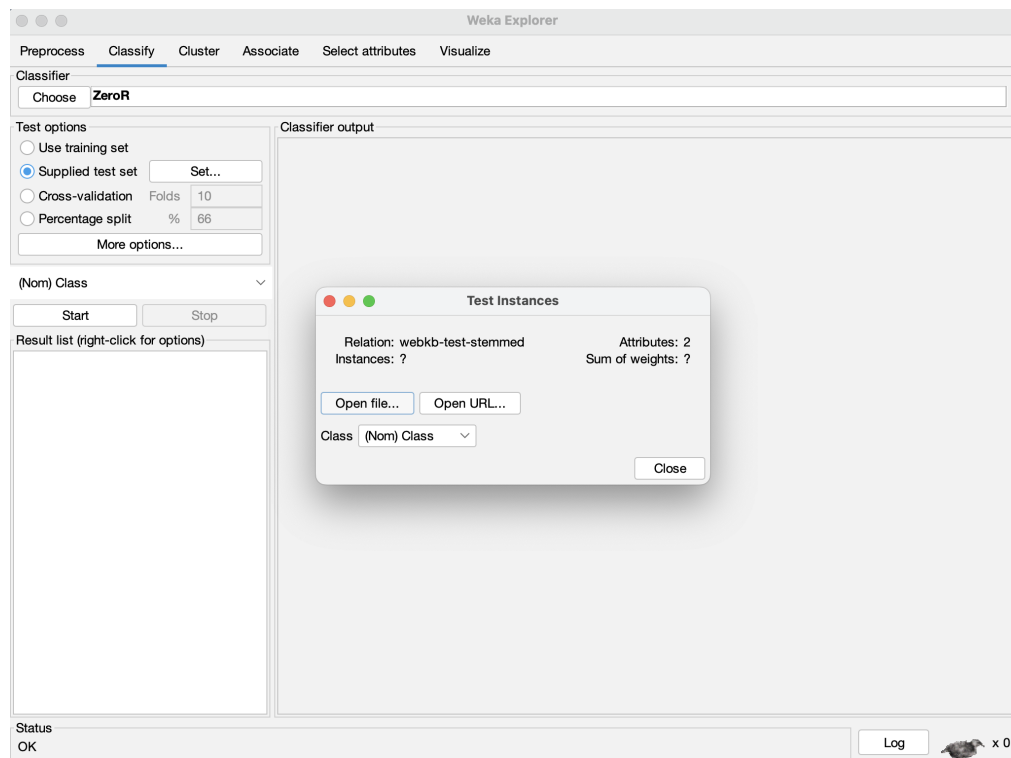 Weka Explorer
Preprocess Classify Cluster Associate Select attributes Visualize
Classifier
Choose ZeroR
Test options
Use training set
Supplied test set Set...
Cross-validation Folds 10
Percentage split % 66
More options...
(Nom) Class
Start Stop
Result list (right-click for options)
Classifier output
Test Instances
Relation: webkb-test-stemmed Attributes: 2
Instances: ? Sum of weights: ?
Open file... Open URL...
Class (Nom) Class
Close
Status
OK
Log x 0